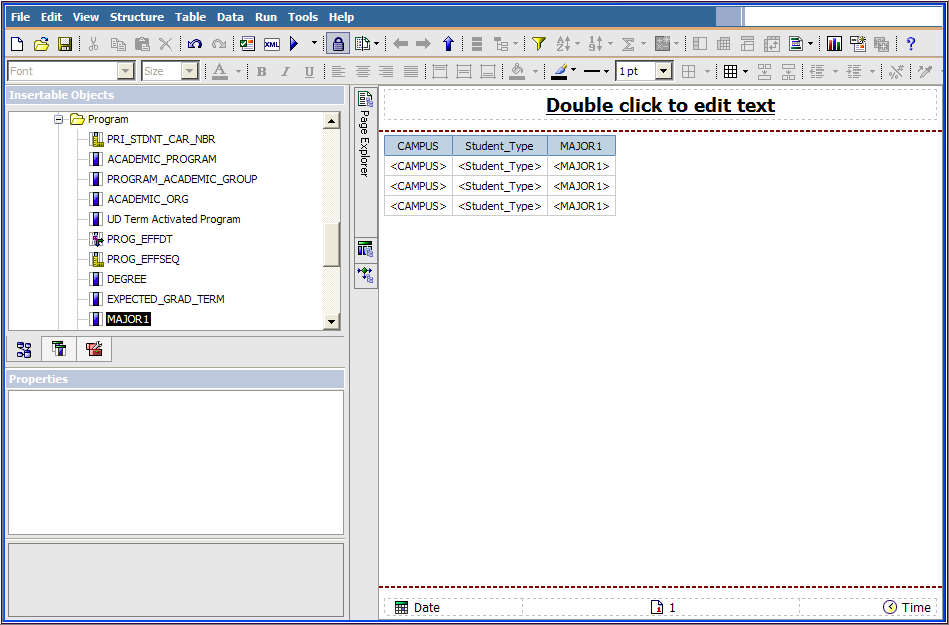 File Edit View Structure Table Data Run Tools Help
XML
Font Size A B I U 1 pt
Insertable Objects
Program
PRI_STDNT_CAR_NBR
ACADEMIC_PROGRAM
PROGRAM_ACADEMIC_GROUP
ACADEMIC_ORG
UD Term Activated Program
PROG_EFFDT
PROG_EFFSEQ
DEGREE
EXPECTED_GRAD_TERM
MAJOR1
Properties
Page Explorer
Double click to edit text
CAMPUS Student_Type MAJOR1
<CAMPUS> <Student_Type> <MAJOR1>
<CAMPUS> <Student_Type> <MAJOR1>
<CAMPUS> <Student_Type> <MAJOR1>
Date 1 Time